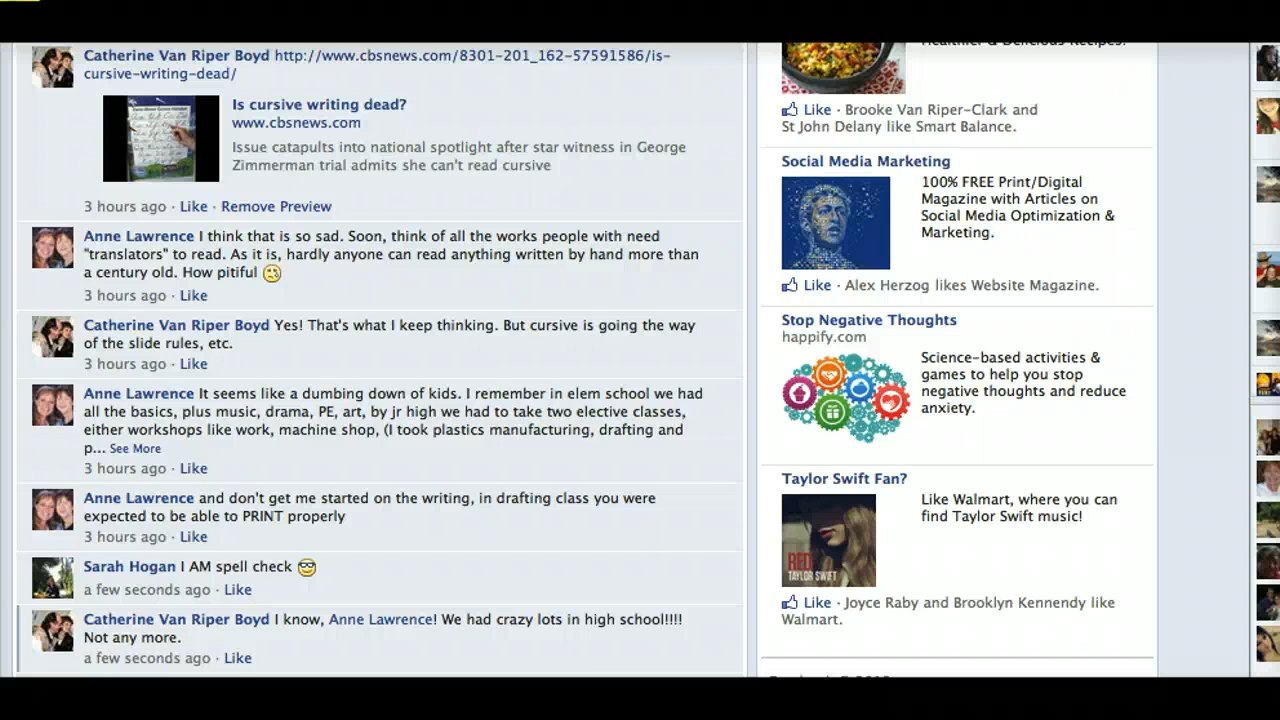 Catherine Van Riper Boyd http://www.cbsnews.com/8301-201_162-57591586/is-
cursive-writing-dead/
Is cursive writing dead?
www.cbsnews.com
Issue catapults into national spotlight after star witness in George
Zimmerman trial admits she can't read cursive
3 hours ago · Like · Remove Preview
Anne Lawrence I think that is so sad. Soon, think of all the works people with need
"translators" to read. As it is, hardly anyone can read anything written by hand more than
a century old. How pitiful
3 hours ago · Like
Catherine Van Riper Boyd Yes! That's what I keep thinking. But cursive is going the way
of the slide rules, etc.
3 hours ago · Like
Anne Lawrence It seems like a dumbing down of kids. I remember in elem school we had
all the basics, plus music, drama, PE, art, by jr high we had to take two elective classes,
either workshops like work, machine shop, (I took plastics manufacturing, drafting and
p... See More
3 hours ago · Like
Anne Lawrence and don't get me started on the writing, in drafting class you were
expected to be able to PRINT properly
3 hours ago · Like
Sarah Hogan I AM spell check
a few seconds ago · Like
Catherine Van Riper Boyd I know, Anne Lawrence! We had crazy lots in high school!!!!
Not any more.
a few seconds ago · Like
Healthier & Delicious Recipes!
Like · Brooke Van Riper-Clark and
St John Delany like Smart Balance.
Social Media Marketing
100% FREE Print/Digital
Magazine with Articles on
Social Media Optimization &
Marketing.
Like · Alex Herzog likes Website Magazine.
Stop Negative Thoughts
happify.com
Science-based activities &
games to help you stop
negative thoughts and reduce
anxiety.
Taylor Swift Fan?
Like Walmart, where you can
find Taylor Swift music!
RED
TAYLOR SWIFT
Like · Joyce Raby and Brooklyn Kennendy like
Walmart.